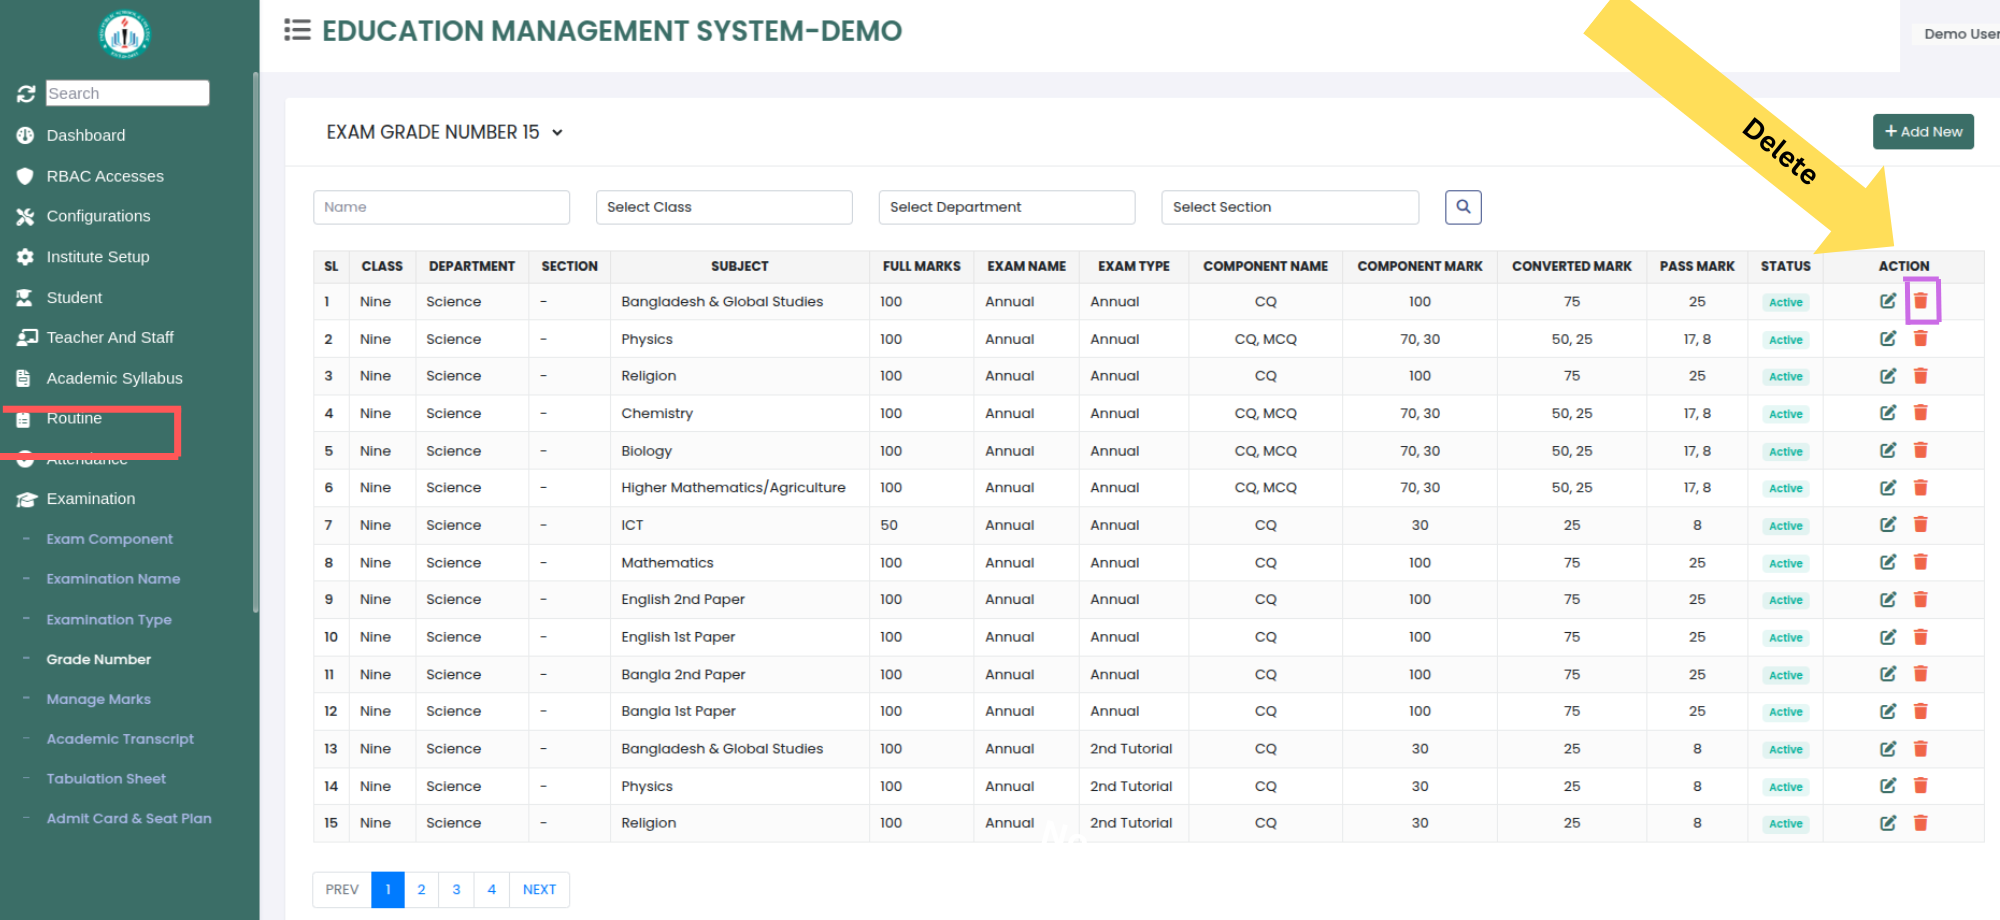 EDUCATION MANAGEMENT SYSTEM-DEMO
Demo User
Search
Dashboard
RBAC Accesses
Configurations
Institute Setup
Student
Teacher And Staff
Academic Syllabus
Routine
Attendance
Examination
- Exam Component
- Examination Name
- Examination Type
- Grade Number
- Manage Marks
- Academic Transcript
- Tabulation Sheet
- Admit Card & Seat Plan
EXAM GRADE NUMBER 15
Delete
+ Add New
Name Select Class Select Department Select Section
SL CLASS DEPARTMENT SECTION SUBJECT FULL MARKS EXAM NAME EXAM TYPE COMPONENT NAME COMPONENT MARK CONVERTED MARK PASS MARK STATUS ACTION
1 Nine Science - Bangladesh & Global Studies 100 Annual Annual CQ 100 75 25 Active
2 Nine Science - Physics 100 Annual Annual CQ, MCQ 70, 30 50, 25 17, 8 Active
3 Nine Science - Religion 100 Annual Annual CQ 100 75 25 Active
4 Nine Science - Chemistry 100 Annual Annual CQ, MCQ 70, 30 50, 25 17, 8 Active
5 Nine Science - Biology 100 Annual Annual CQ, MCQ 70, 30 50, 25 17, 8 Active
6 Nine Science - Higher Mathematics/Agriculture 100 Annual Annual CQ, MCQ 70, 30 50, 25 17, 8 Active
7 Nine Science - ICT 50 Annual Annual CQ 30 25 8 Active
8 Nine Science - Mathematics 100 Annual Annual CQ 100 75 25 Active
9 Nine Science - English 2nd Paper 100 Annual Annual CQ 100 75 25 Active
10 Nine Science - English 1st Paper 100 Annual Annual CQ 100 75 25 Active
11 Nine Science - Bangla 2nd Paper 100 Annual Annual CQ 100 75 25 Active
12 Nine Science - Bangla 1st Paper 100 Annual Annual CQ 100 75 25 Active
13 Nine Science - Bangladesh & Global Studies 100 Annual 2nd Tutorial CQ 30 25 8 Active
14 Nine Science - Physics 100 Annual 2nd Tutorial CQ 30 25 8 Active
15 Nine Science - Religion 100 Annual 2nd Tutorial CQ 30 25 8 Active
PREV 1 2 3 4 NEXT